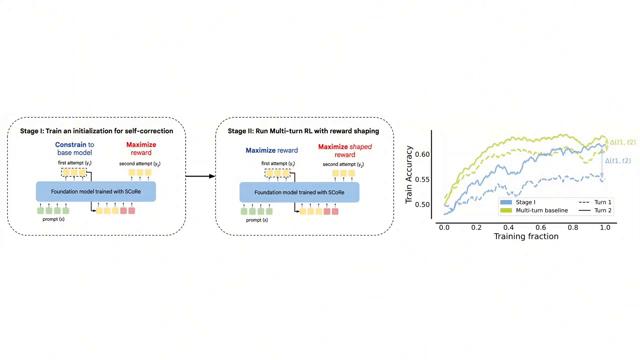 Stage I: Train an initialization for self-correction
Constrain to
base model
Maximize
reward
first attempt (y₁)
second attempt (y₂)
Foundation model trained with SCoRe
prompt (x)
Stage II: Run Multi-turn RL with reward shaping
Maximize reward
Maximize shaped
reward
first attempt (y₁)
second attempt (y₂)
Foundation model trained with SCoRe
prompt (x)
Train Accuracy
0.60
0.55
0.50
0.0
0.2
0.4
0.6
0.8
1.0
Training fraction
Stage I
Multi-turn baseline
Turn 1
Turn 2
Δ(t1, t2)
Δ(t1, t2)